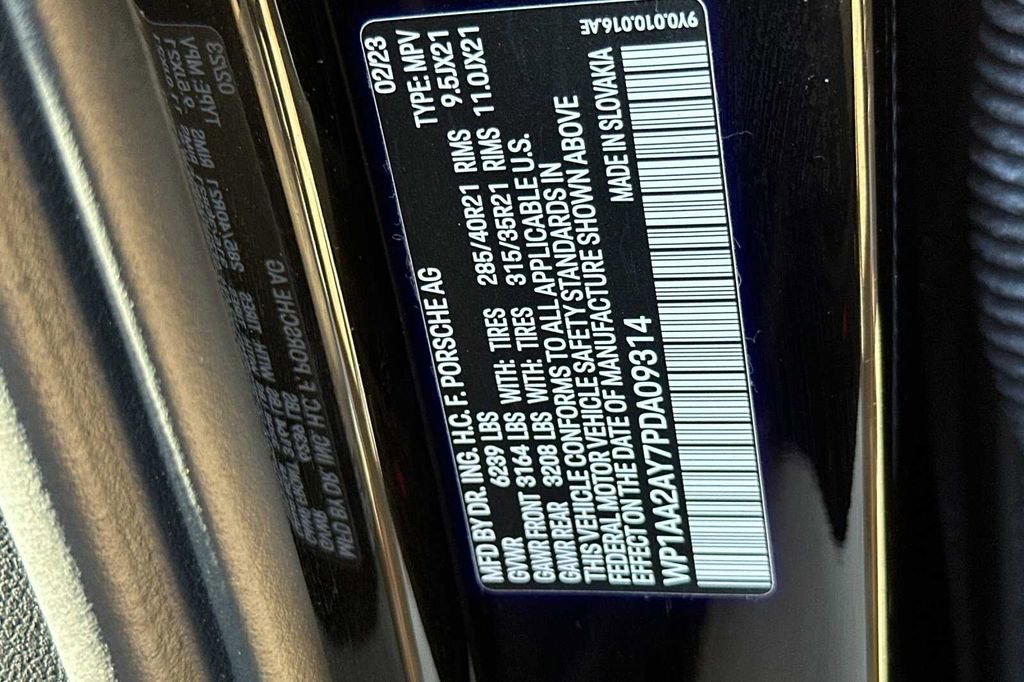 MFD BY DR. ING. H.C. F. PORSCHE AG 02/23
GVWR 6239 LBS TYPE: MPV
GAWR FRONT 3164 LBS WITH: TIRES 285/40R21 RIMS 9.5JX21
GAWR REAR 3208 LBS WITH: TIRES 315/35R21 RIMS 11.0JX21
THIS VEHICLE CONFORMS TO ALL APPLICABLE U.S.
FEDERAL MOTOR VEHICLE SAFETY STANDARDS IN
EFFECT ON THE DATE OF MANUFACTURE SHOWN ABOVE
MADE IN SLOVAKIA
WP1AA2AY7PDA09314
9Y0.010.016.AE